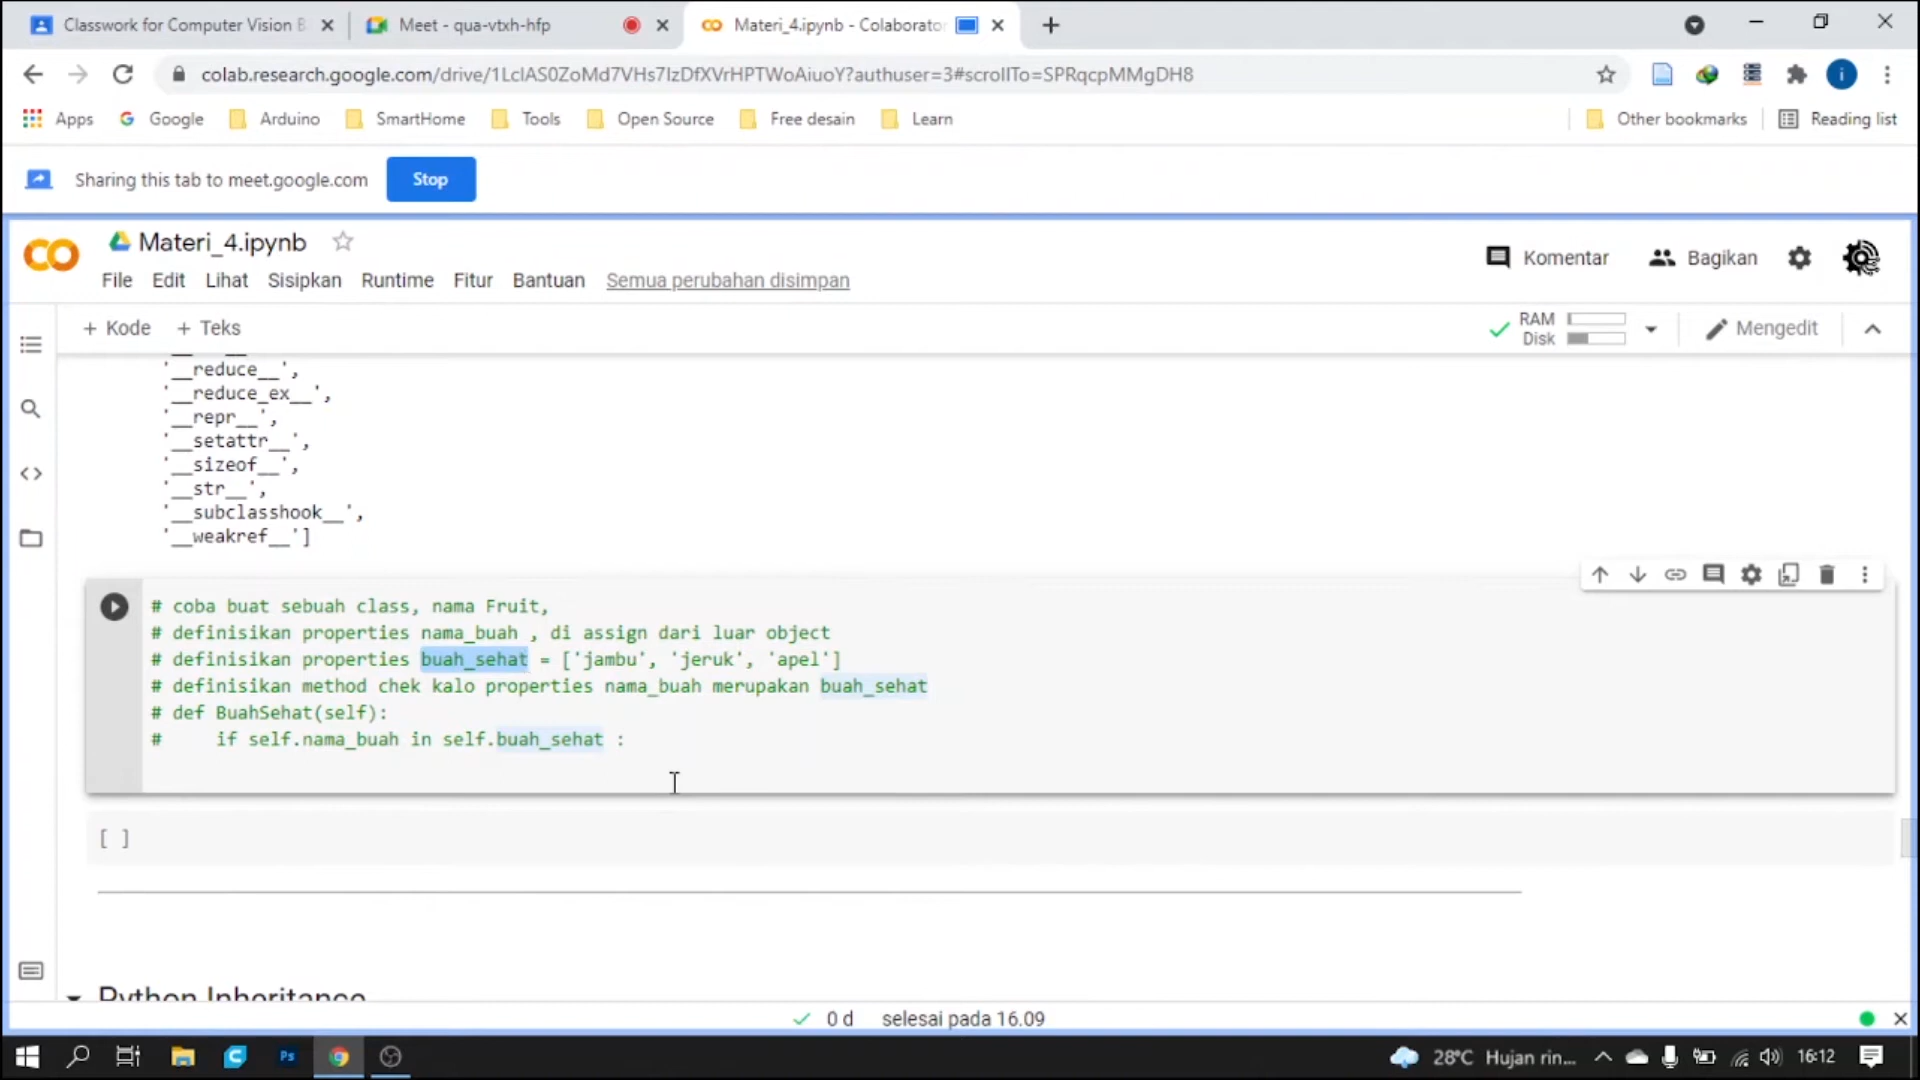 Classwork for Computer Vision B
Meet - qua-vtxh-hfp
Materi_4.ipynb - Colaborator
colab.research.google.com/drive/1LclAS0ZoMd7VHs7IzDfXVrHPTWoAiuoY?authuser=3#scrollTo=SPRqcpMMgDH8
i
Apps
Google
Arduino
SmartHome
Tools
Open Source
Free desain
Learn
Other bookmarks
Reading list
Sharing this tab to meet.google.com
Stop
Materi_4.ipynb
Komentar
Bagikan
File
Edit
Lihat
Sisipkan
Runtime
Fitur
Bantuan
Semua perubahan disimpan
+ Kode
+ Teks
RAM
Disk
Mengedit
'__reduce__',
'__reduce_ex__',
'__repr__',
'__setattr__',
'__sizeof__',
'__str__',
'__subclasshook__',
'__weakref__']
# coba buat sebuah class, nama Fruit,
# definisikan properties nama_buah , di assign dari luar object
# definisikan properties buah_sehat = ['jambu', 'jeruk', 'apel']
# definisikan method chek kalo properties nama_buah merupakan buah_sehat
# def BuahSehat(self):
#     if self.nama_buah in self.buah_sehat :
[ ]
Python Inheritance
0 d
selesai pada 16.09
Ps
28°C Hujan rin...
16:12